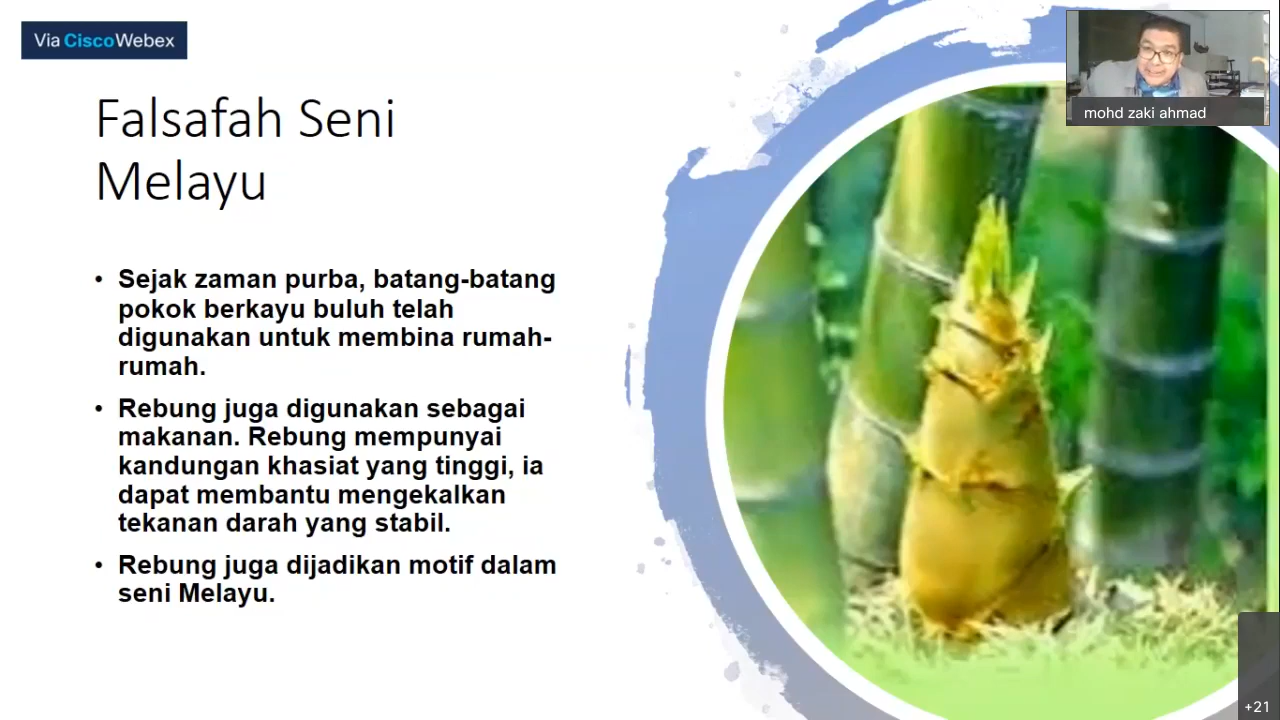 Via Cisco Webex
Falsafah Seni
Melayu
• Sejak zaman purba, batang-batang
pokok berkayu buluh telah
digunakan untuk membina rumah-
rumah.
• Rebung juga digunakan sebagai
makanan. Rebung mempunyai
kandungan khasiat yang tinggi, ia
dapat membantu mengekalkan
tekanan darah yang stabil.
• Rebung juga dijadikan motif dalam
seni Melayu.
mohd zaki ahmad
+21